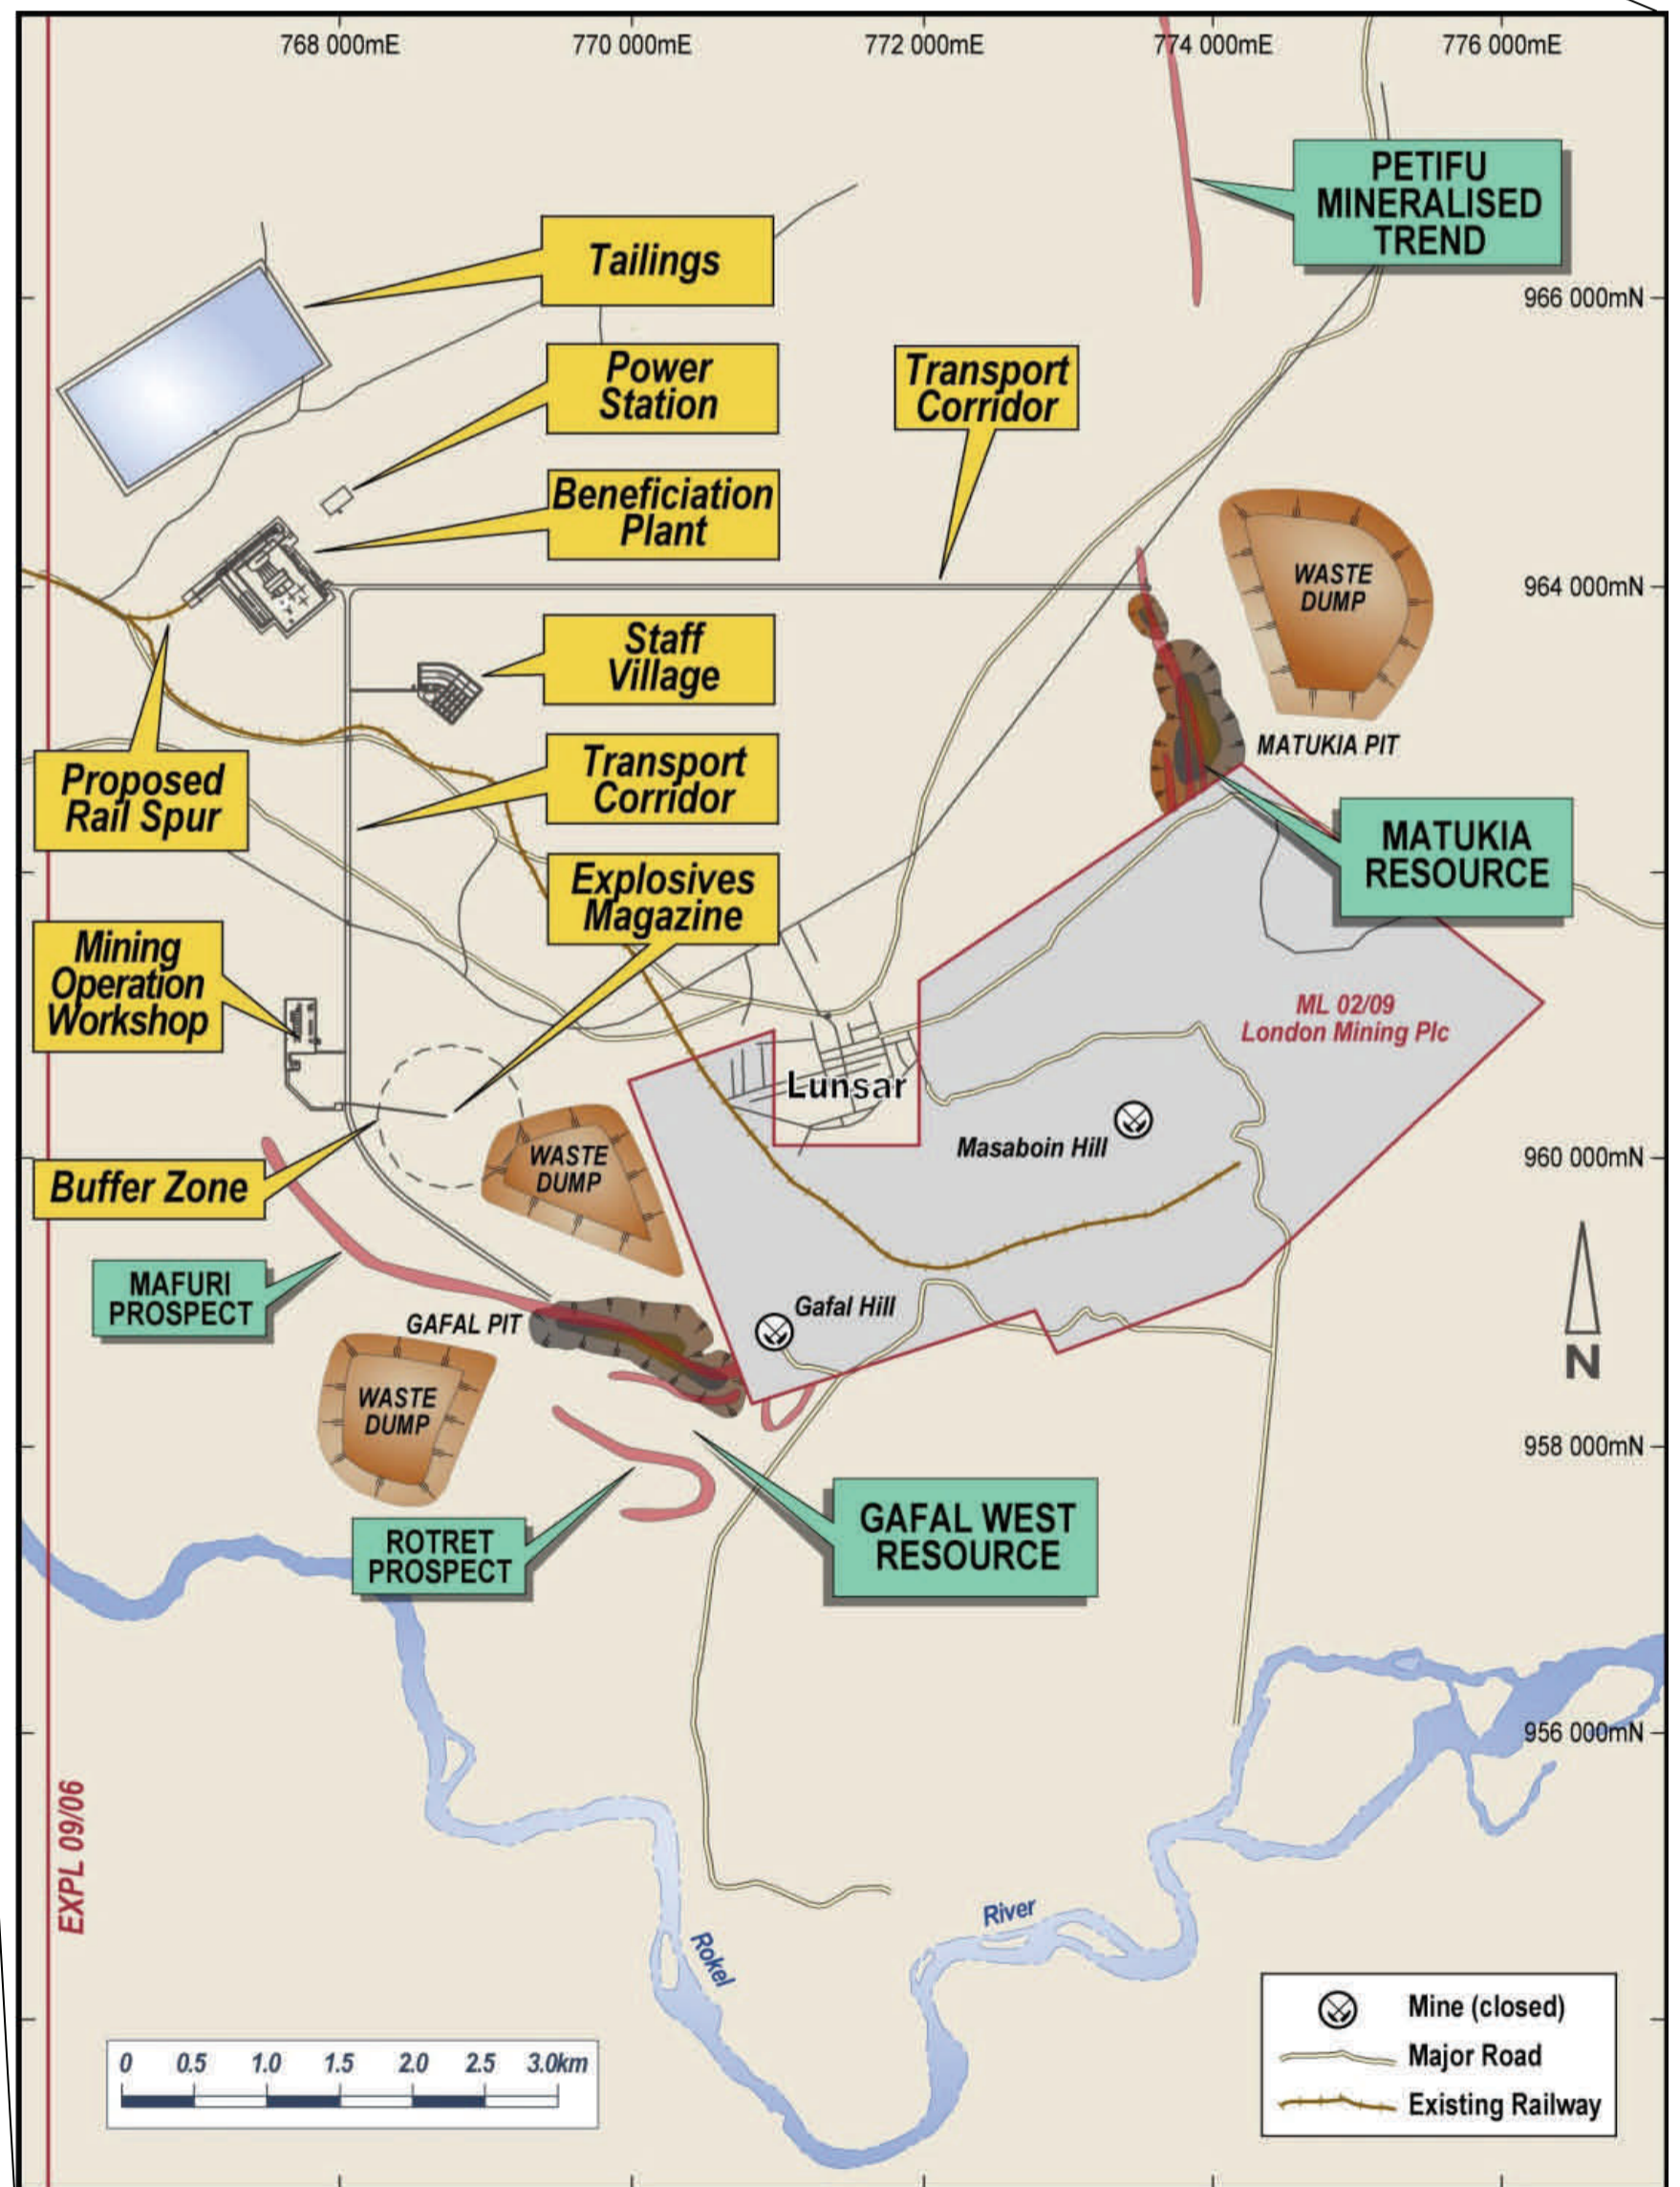 768 000mE
770 000mE
772 000mE
774 000mE
776 000mE
PETIFU
MINERALISED
TREND
Tailings
966 000mN
Power
Station
Transport
Corridor
Beneficiation
Plant
WASTE
DUMP
964 000mN
Staff
Village
MATUKIA PIT
Proposed
Rail Spur
Transport
Corridor
MATUKIA
RESOURCE
Explosives
Magazine
Mining
Operation
Workshop
ML 02/09
London Mining Plc
Lunsar
Masaboin Hill
WASTE
DUMP
960 000mN
Buffer Zone
MAFURI
PROSPECT
GAFAL PIT
Gafal Hill
N
WASTE
DUMP
958 000mN
GAFAL WEST
RESOURCE
ROTRET
PROSPECT
956 000mN
EXPL 09/06
River
Rokel
Mine (closed)
Major Road
Existing Railway
0 0.5 1.0 1.5 2.0 2.5 3.0km